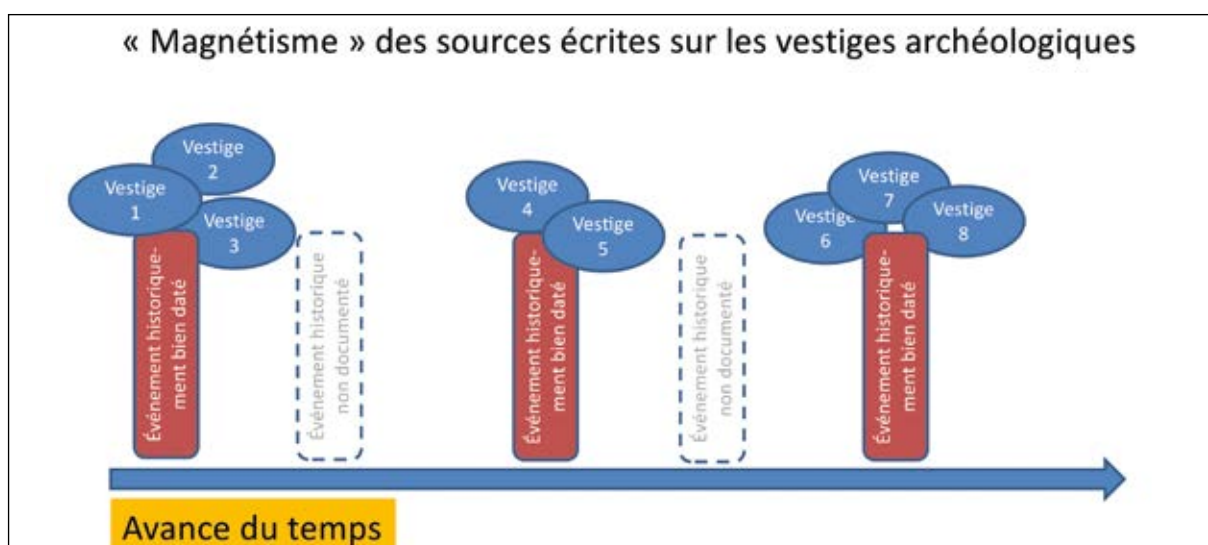 « Magnétisme » des sources écrites sur les vestiges archéologiques
Vestige
1
Vestige
2
Vestige
3
Événement historique-
ment bien daté
Événement historique
non documenté
Vestige
4
Vestige
5
Événement historique-
ment bien daté
Événement historique
non documenté
Vestige
6
Vestige
7
Vestige
8
Événement historique-
ment bien daté
Avance du temps